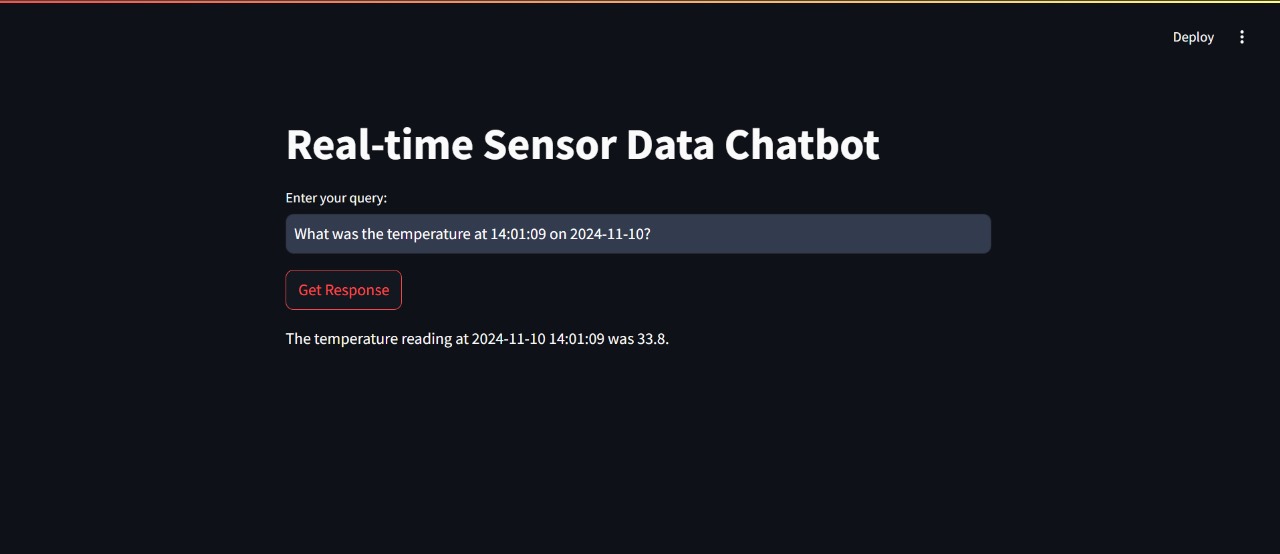 Deploy
Real-time Sensor Data Chatbot
Enter your query:
What was the temperature at 14:01:09 on 2024-11-10?
Get Response
The temperature reading at 2024-11-10 14:01:09 was 33.8.